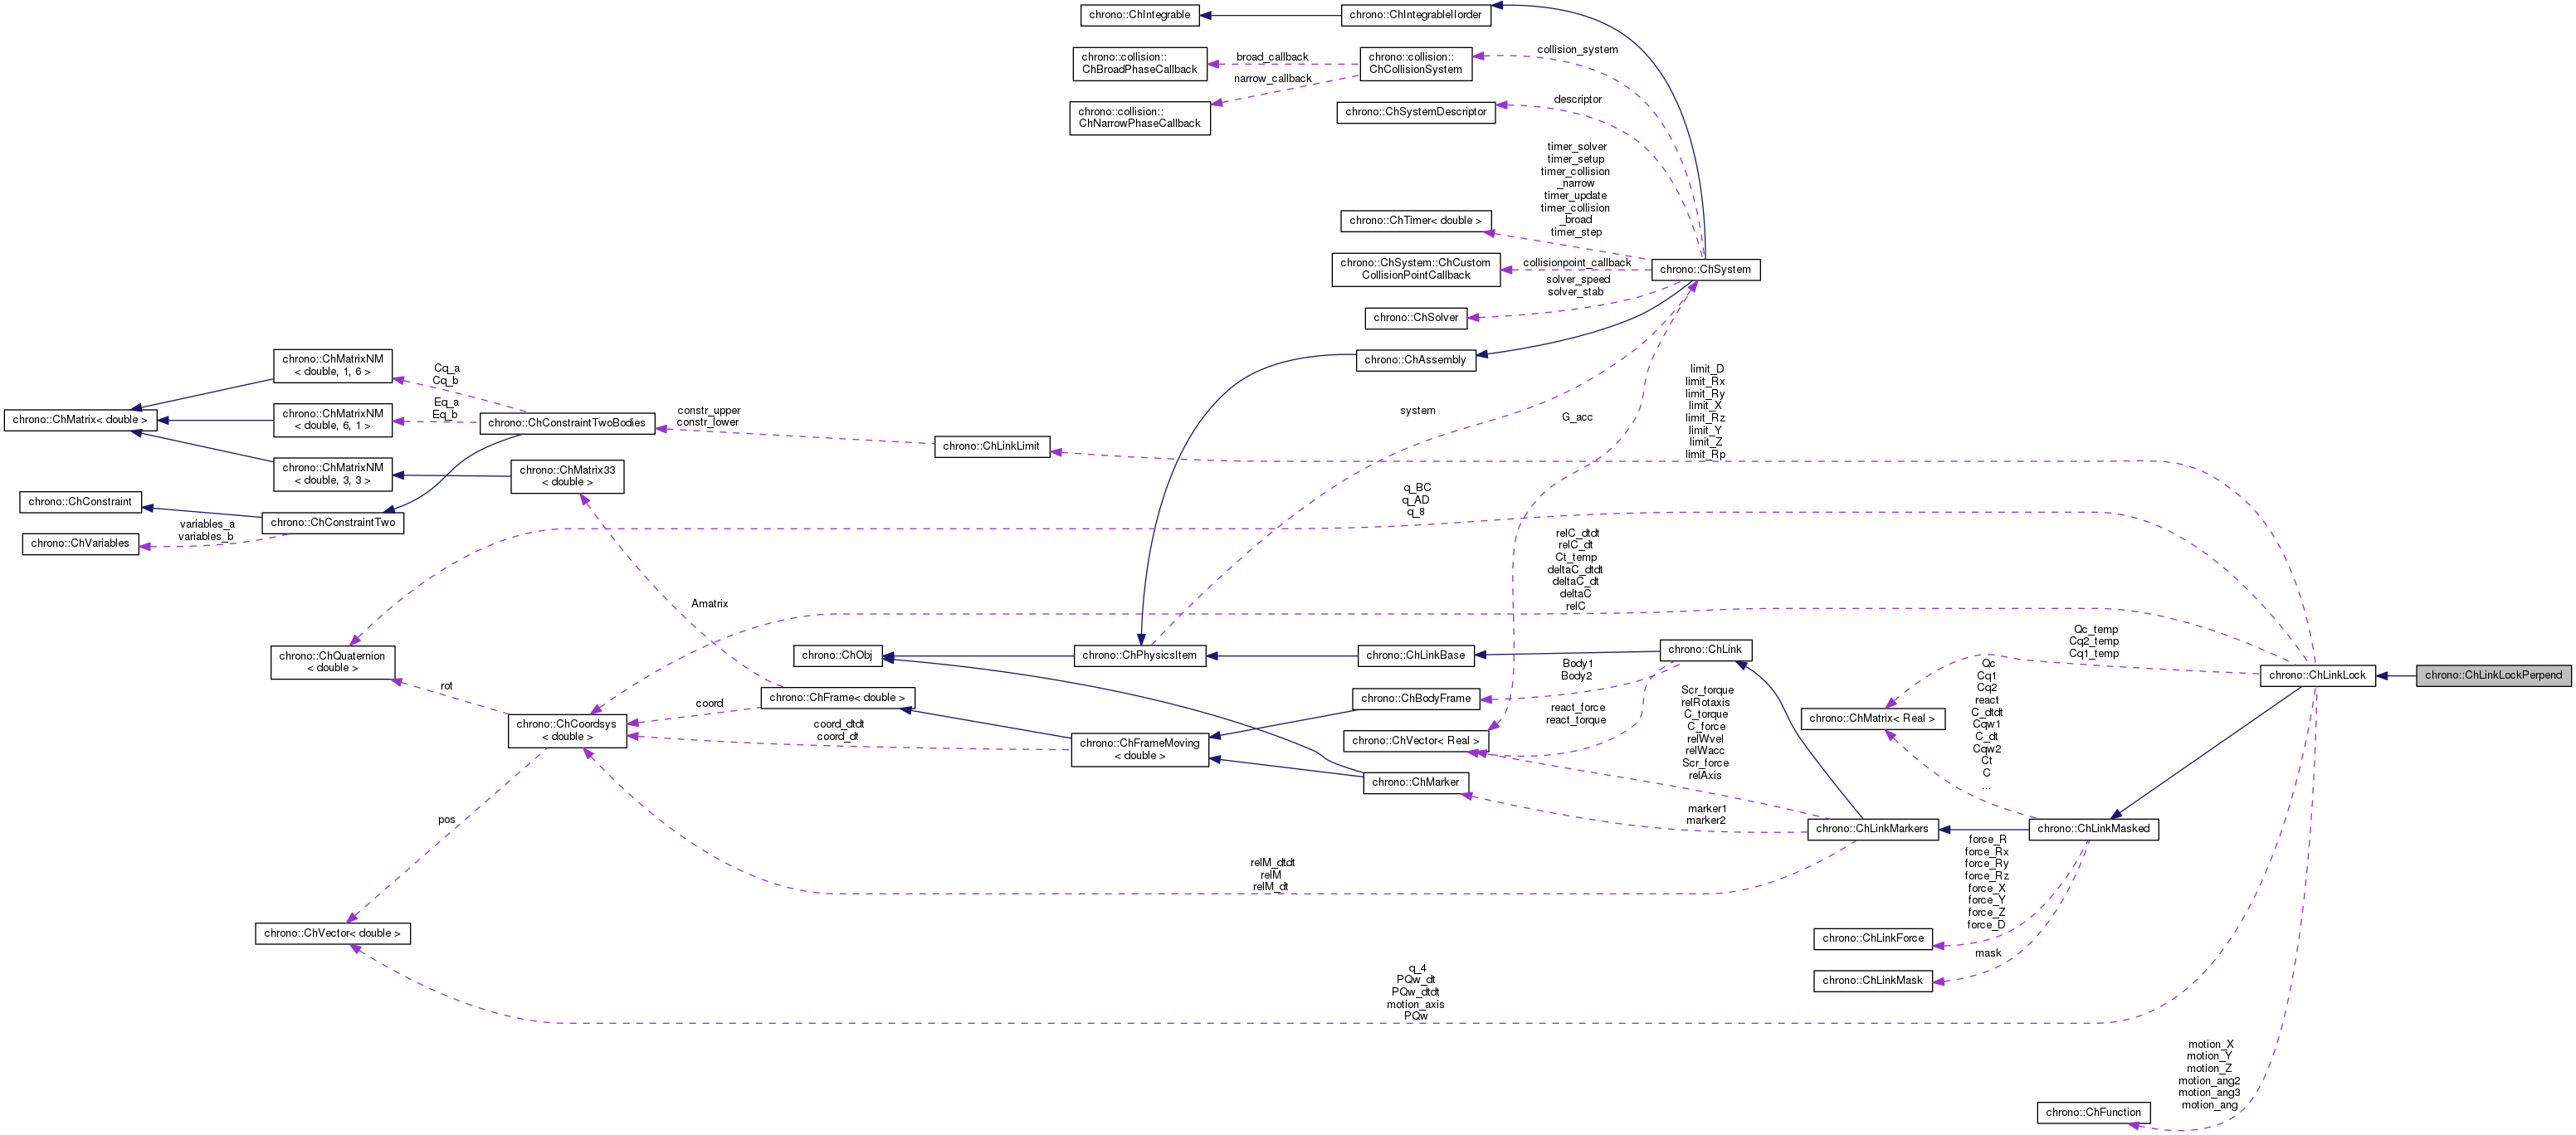 chrono::ChIntegrable
chrono::ChIntegrableIIorder
chrono::collision::
ChBroadPhaseCallback
broad_callback
chrono::collision::
ChCollisionSystem
collision_system
narrow_callback
chrono::collision::
ChNarrowPhaseCallback
chrono::ChSystemDescriptor
descriptor
timer_solver
timer_setup
timer_collision
_narrow
timer_update
timer_collision
_broad
timer_step
chrono::ChTimer< double >
chrono::ChSystem::ChCustom
CollisionPointCallback
collisionpoint_callback
chrono::ChSystem
solver_speed
solver_stab
chrono::ChSolver
chrono::ChAssembly
chrono::ChMatrixNM
< double, 1, 6 >
Cq_a
Cq_b
chrono::ChMatrix< double >
chrono::ChMatrixNM
< double, 6, 1 >
Eq_a
Eq_b
chrono::ChConstraintTwoBodies
constr_upper
constr_lower
chrono::ChLinkLimit
system
G_acc
limit_D
limit_Rx
limit_Ry
limit_X
limit_Rz
limit_Y
limit_Z
limit_Rp
chrono::ChMatrixNM
< double, 3, 3 >
chrono::ChMatrix33
< double >
chrono::ChConstraint
chrono::ChConstraintTwo
variables_a
variables_b
chrono::ChVariables
q_BC
q_AD
q_8
relC_dtdt
relC_dt
Ct_temp
deltaC_dtdt
deltaC_dt
deltaC
relC
Amatrix
chrono::ChQuaternion
< double >
rot
chrono::ChCoordsys
< double >
chrono::ChObj
chrono::ChPhysicsItem
chrono::ChLinkBase
chrono::ChLink
chrono::ChFrame< double >
coord
coord_dtdt
coord_dt
chrono::ChFrameMoving
< double >
Body1
Body2
chrono::ChBodyFrame
react_force
react_torque
chrono::ChVector< Real >
chrono::ChMarker
Scr_torque
relRotaxis
C_torque
C_force
relWvel
relWacc
Scr_force
relAxis
marker1
marker2
chrono::ChLinkMarkers
Qc_temp
Cq2_temp
Cq1_temp
chrono::ChMatrix< Real >
Qc
Cq1
Cq2
react
C_dtdt
Cqw1
C_dt
Cqw2
Ct
C
...
chrono::ChLinkMasked
chrono::ChLinkLock
chrono::ChLinkLockPerpend
pos
relM_dtdt
relM
relM_dt
force_R
force_Rx
force_Ry
force_Rz
force_X
force_Y
force_Z
force_D
chrono::ChLinkForce
mask
chrono::ChLinkMask
chrono::ChVector< double >
q_4
PQw_dt
PQw_dtdt
motion_axis
PQw
motion_X
motion_Y
motion_Z
motion_ang2
motion_ang3
motion_ang
chrono::ChFunction